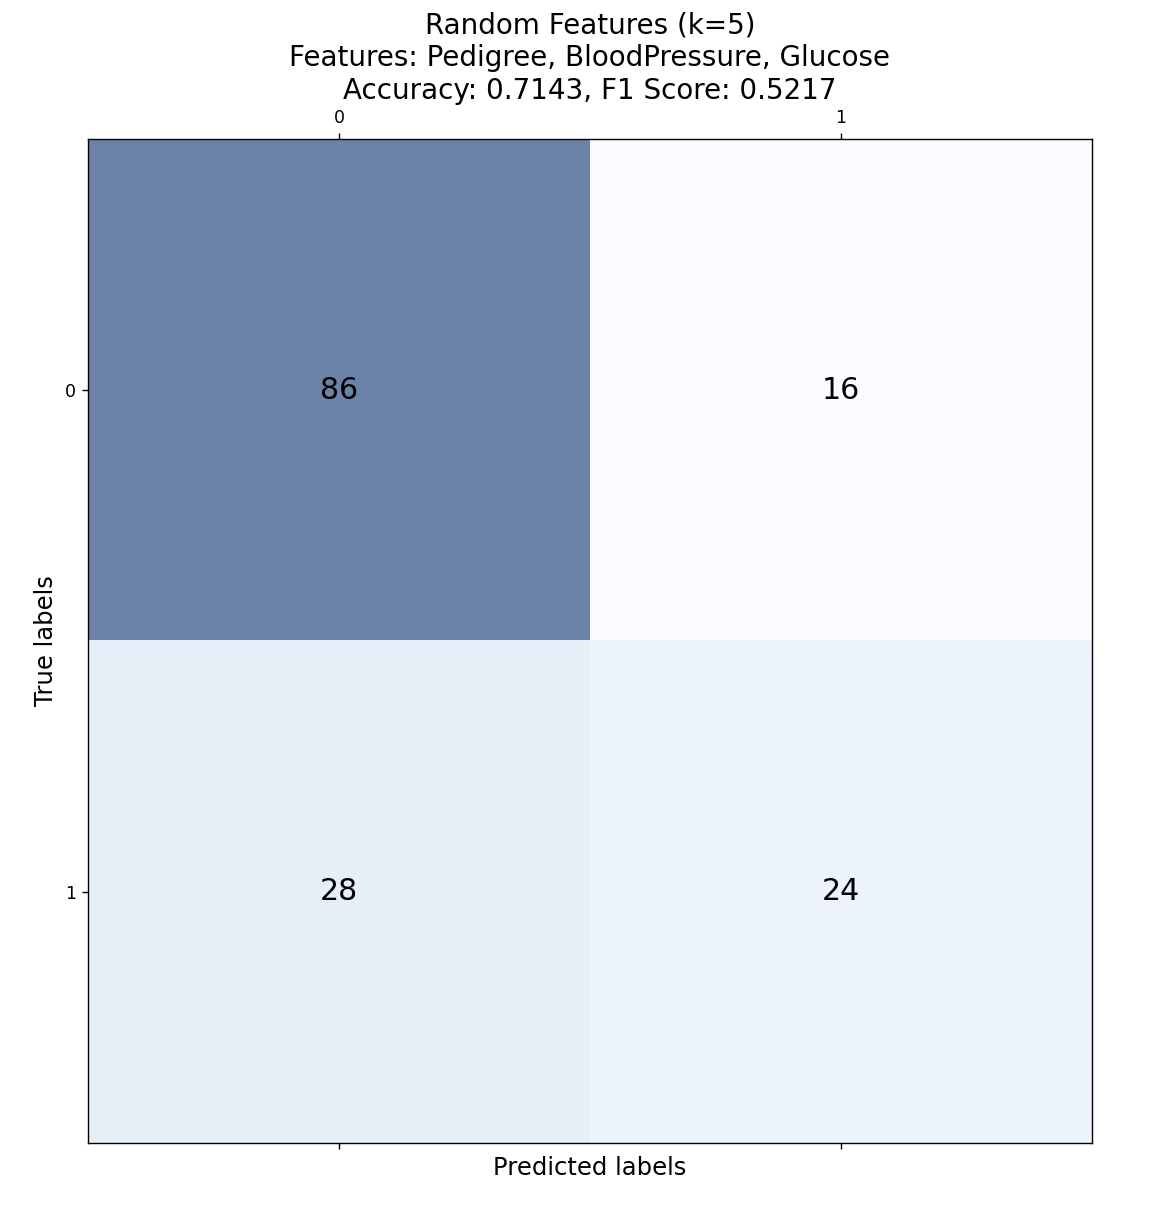 Random Features (k=5)
Features: Pedigree, BloodPressure, Glucose
Accuracy: 0.7143, F1 Score: 0.5217
0 1
0 86 16
True labels
1 28 24
Predicted labels